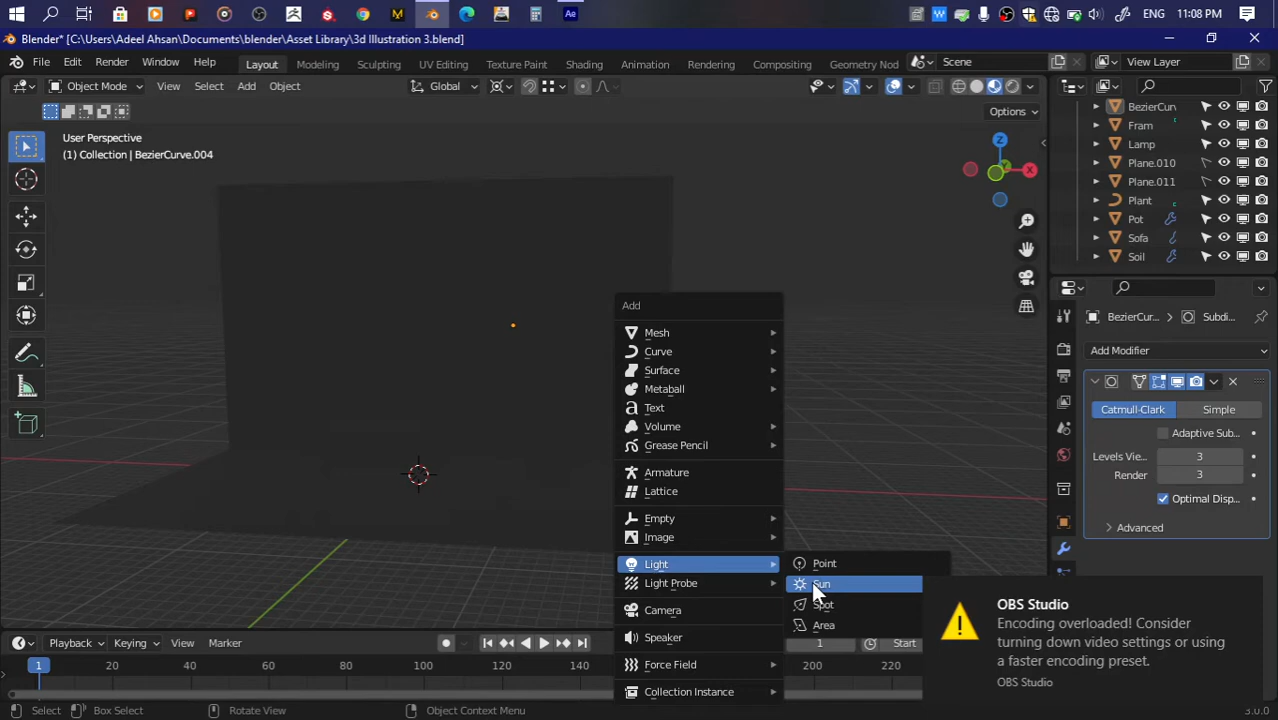 ENG 11:08 PM
Blender* [C:\Users\Adeel Ahsan\Documents\blender\Asset Library\3d Illustration 3.blend]
File Edit Render Window Help
Layout Modeling Sculpting UV Editing Texture Paint Shading Animation Rendering Compositing Geometry Nod
Scene
View Layer
Object Mode View Select Add Object
Global
Options
User Perspective
(1) Collection | BezierCurve.004
Z
X
Y
BezierCurv
Fram
Lamp
Plane.010
Plane.011
Plant
Pot
Sofa
Soil
BezierCur... Subdi...
Add Modifier
Catmull-Clark Simple
Adaptive Sub...
Levels Vie... 3
Render 3
Optimal Disp...
Advanced
Add
Mesh
Curve
Surface
Metaball
Text
Volume
Grease Pencil
Armature
Lattice
Empty
Image
Light
Light Probe
Camera
Speaker
Force Field
Collection Instance
Point
Sun
Spot
Area
OBS Studio
Encoding overloaded! Consider
turning down video settings or using
a faster encoding preset.
OBS Studio
Playback Keying View Marker
1 Start
1 20 40 60 80 100 120 140 200 220
Select Box Select Rotate View Object Context Menu
3.0.0